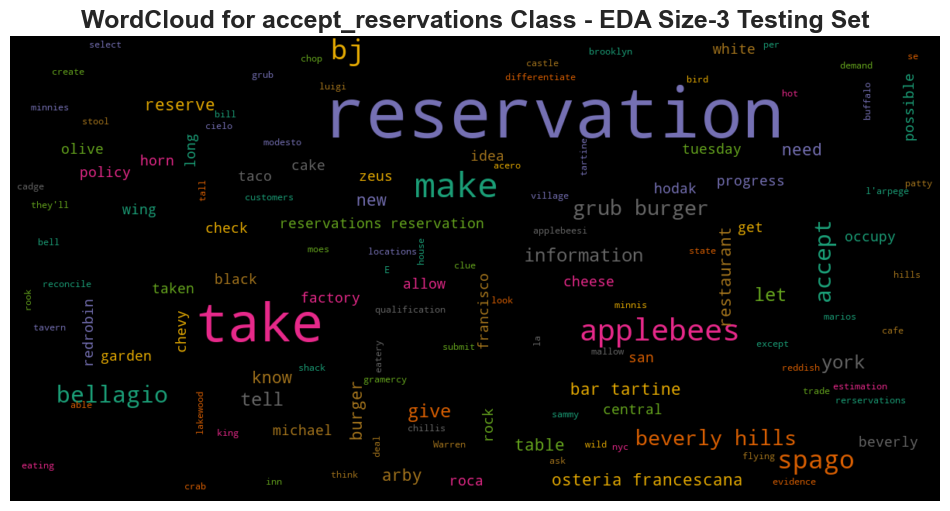 WordCloud for accept_reservations Class - EDA Size-3 Testing Set
select
chop
bj
brooklyn
white
per
castle
create
grub
differentiate
bird
demand
se
luigi
hot
minnies
reserve
bill
reservation
buffalo
possible
stool
cielo
modesto
olive
horn
long
idea
acero
tartine
tuesday
need
policy
cake
taco
zeus
make
hodak
progress
patty
cadge
tall
customers
new
village
l'arpege
they'll
wing
grub burger
check
reservations reservation
applebeesi
get
accept
occupy
bell
moes
locations
house
clue
information
state
restaurant
E
black
reconcile
taken
allow
look
cheese
let
hills
rook
factory
francisco
minnis
qualification
marios
tavern
redrobin
chevy
take
applebees
la
except
cafe
garden
eatery
submit
mallow
san
shack
york
reddish
know
gramercy
bellagio
able
tell
bar tartine
trade
estimation
rerservations
lakewood
burger
give
rock
central
sammy
king
michael
deal
chillis
Warren
table
wild
nyc
beverly hills
beverly
eating
ask
flying
spago
think
arby
inn
roca
osteria francescana
evidence
crab